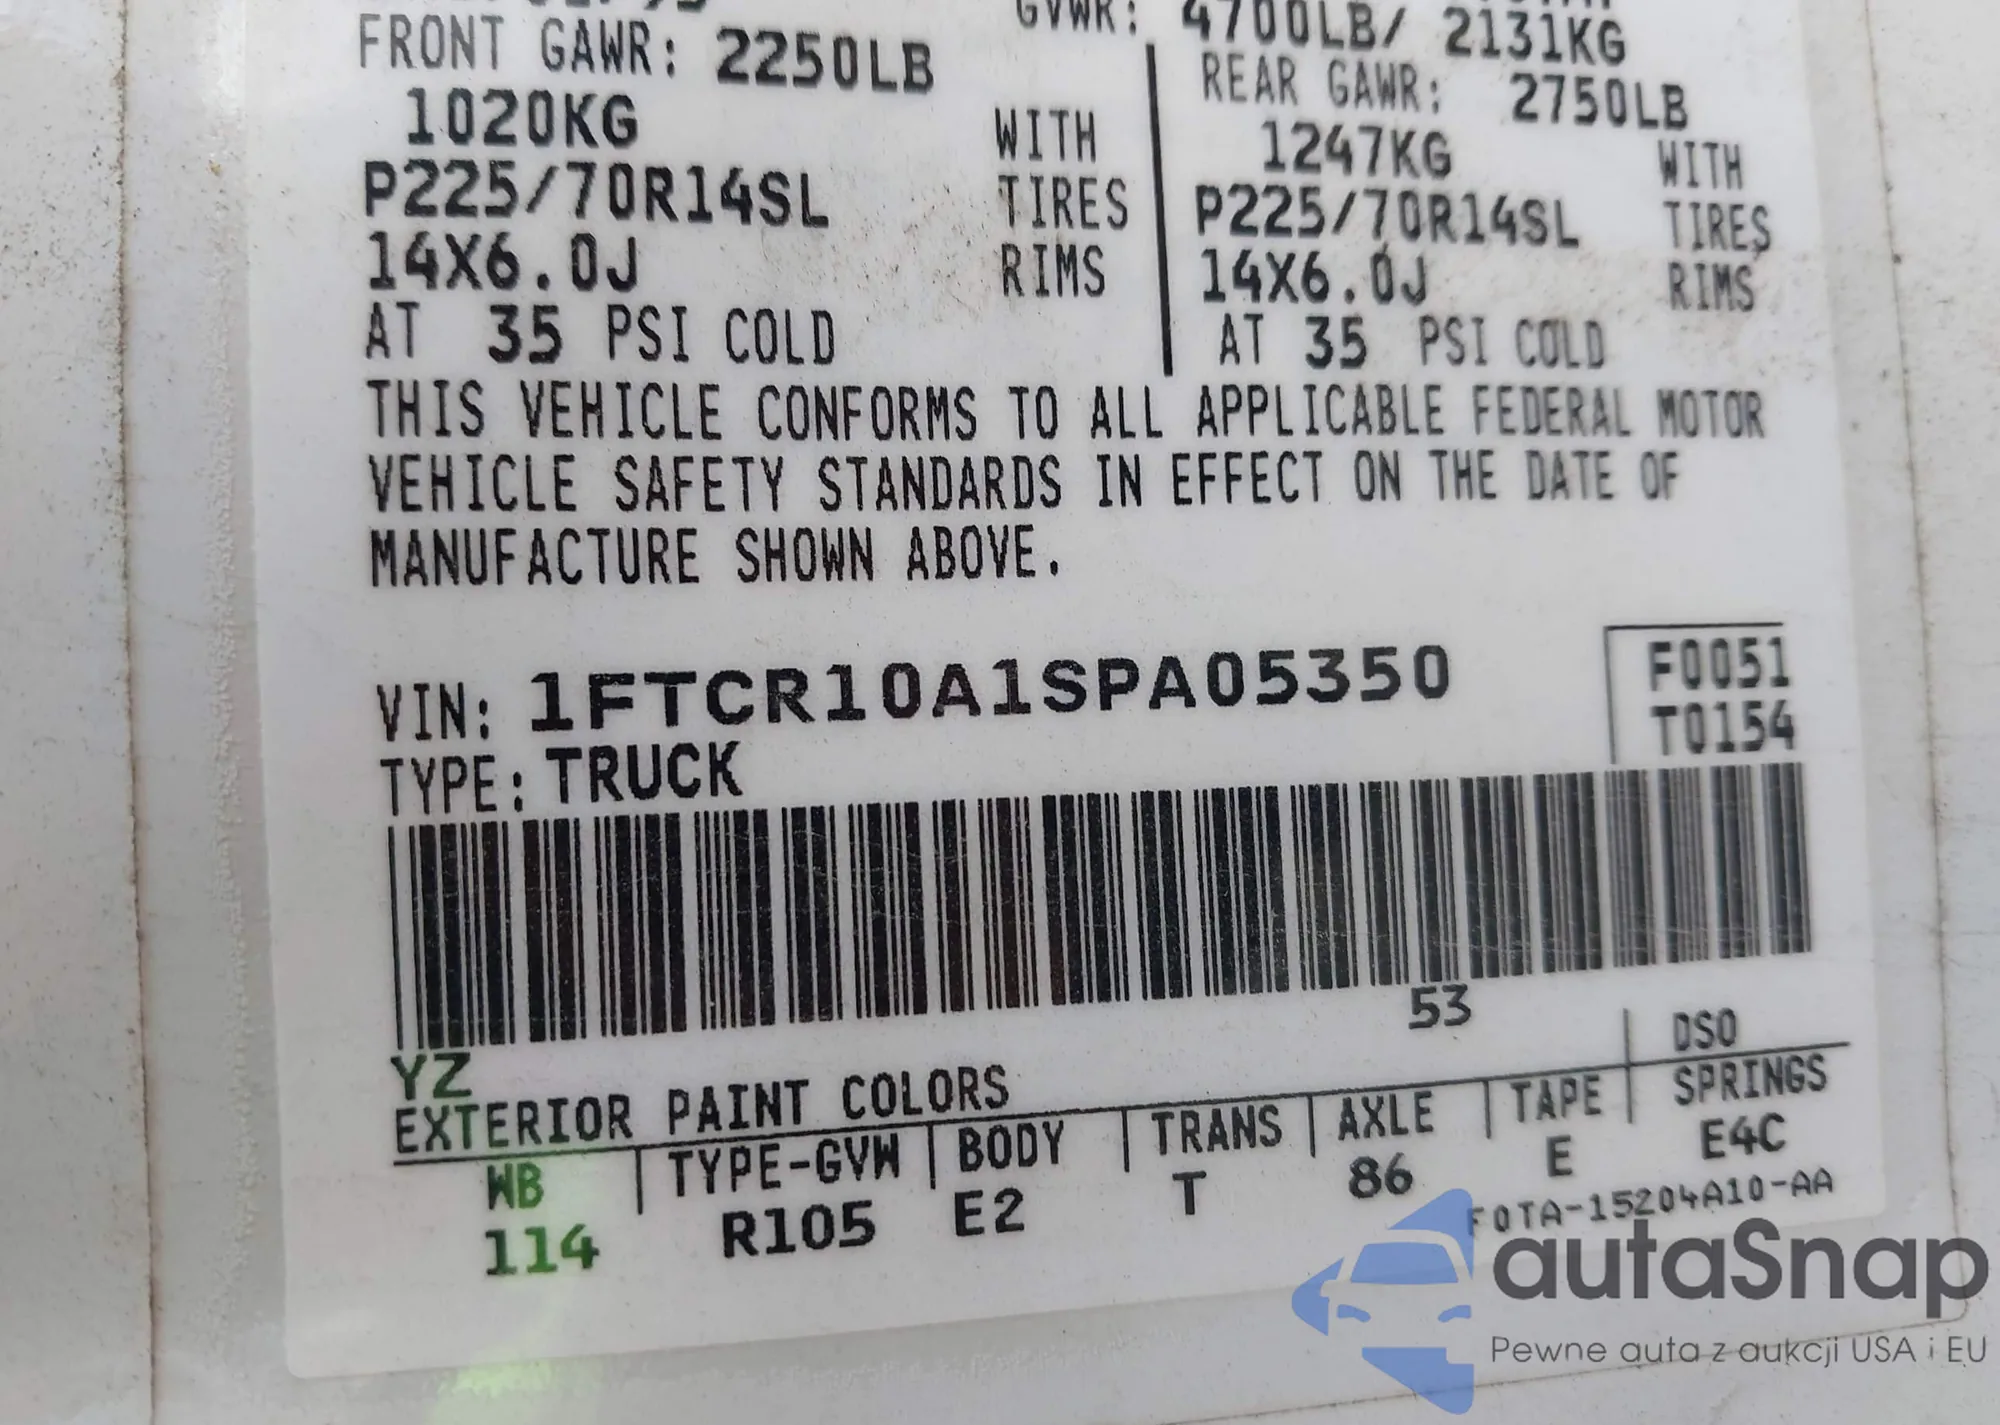 GVWR: 4700LB/ 2131KG
FRONT GAWR: 2250LB
REAR GAWR: 2750LB
1020KG WITH
1247KG WITH
P225/70R14SL TIRES
P225/70R14SL TIRES
14X6.0J RIMS
14X6.0J RIMS
AT 35 PSI COLD
AT 35 PSI COLD
THIS VEHICLE CONFORMS TO ALL APPLICABLE FEDERAL MOTOR
VEHICLE SAFETY STANDARDS IN EFFECT ON THE DATE OF
MANUFACTURE SHOWN ABOVE.
VIN: 1FTCR10A1SPA05350
F0051
T0154
TYPE: TRUCK
53
YZ
DSO
EXTERIOR PAINT COLORS
WB | TYPE-GVW | BODY | TRANS | AXLE | TAPE | SPRINGS
114 R105 E2 T 86 E E4C
F0TA-15204A10-AA
autaSnap
Pewne auta z aukcji USA i EU